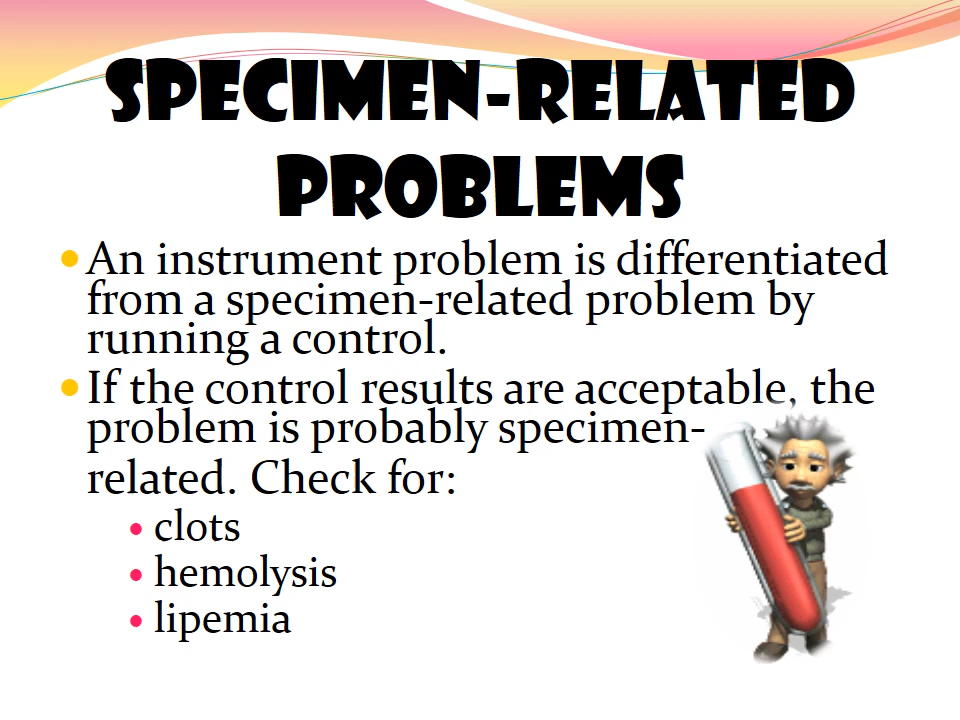 SPECIMEN-RELATED
PROBLEMS
• An instrument problem is differentiated
from a specimen-related problem by
running a control.
• If the control results are acceptable, the
problem is probably specimen-
related. Check for:
• clots
• hemolysis
• lipemia